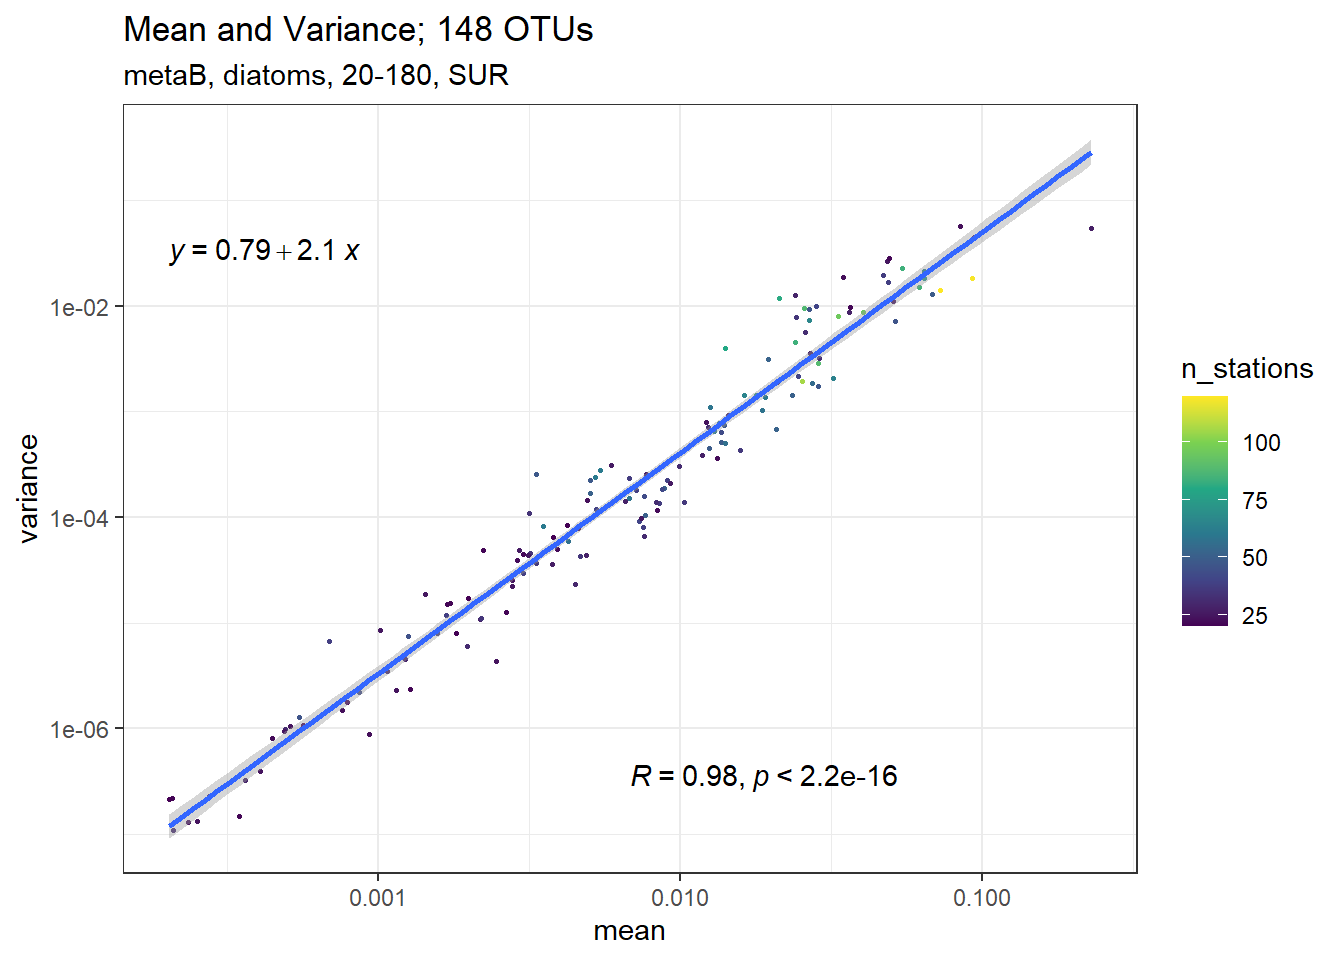 Mean and Variance; 148 OTUs
metaB, diatoms, 20-180, SUR
y = 0.79 + 2.1 x
R = 0.98, p < 2.2e-16
1e-02
1e-04
1e-06
variance
0.001 0.010 0.100
mean
n_stations
100
75
50
25